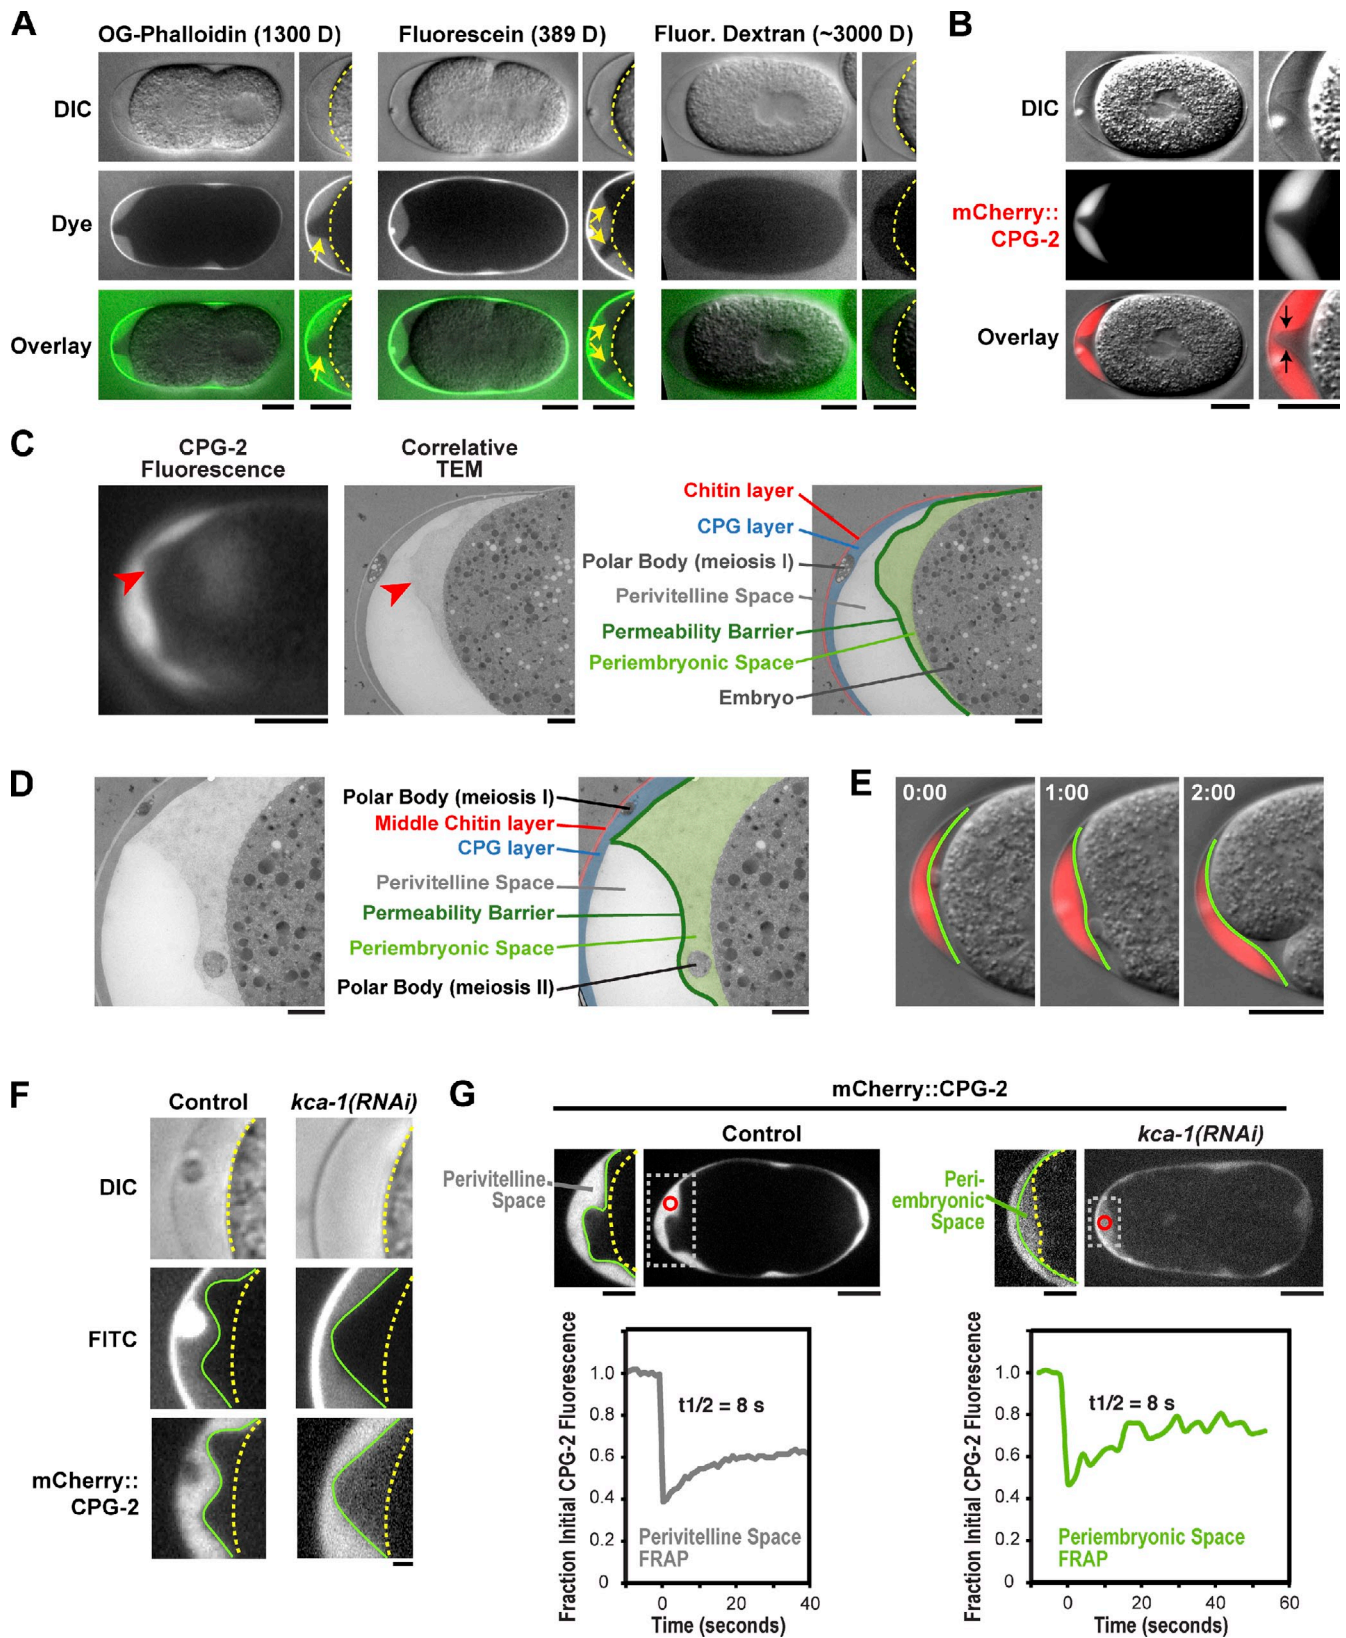 A
OG-Phalloidin (1300 D)
Fluorescein (389 D)
Fluor. Dextran (~3000 D)
DIC
Dye
Overlay
B
DIC
mCherry::
CPG-2
Overlay
C
CPG-2
Fluorescence
Correlative
TEM
Chitin layer
CPG layer
Polar Body (meiosis I)
Perivitelline Space
Permeability Barrier
Periembryonic Space
Embryo
D
Polar Body (meiosis I)
Middle Chitin layer
CPG layer
Perivitelline Space
Permeability Barrier
Periembryonic Space
Polar Body (meiosis II)
E
0:00
1:00
2:00
F
Control
kca-1(RNAi)
DIC
FITC
mCherry::
CPG-2
G
mCherry::CPG-2
Control
kca-1(RNAi)
Perivitelline
Space
Peri-
embryonic
Space
Fraction Initial CPG-2 Fluorescence
1.0
0.8
0.6
0.4
0.2
0
t1/2 = 8 s
Perivitelline Space
FRAP
0
20
40
Time (seconds)
Fraction Initial CPG-2 Fluorescence
1.0
0.8
0.6
0.4
0.2
0
t1/2 = 8 s
Periembryonic Space
FRAP
0
20
40
60
Time (seconds)